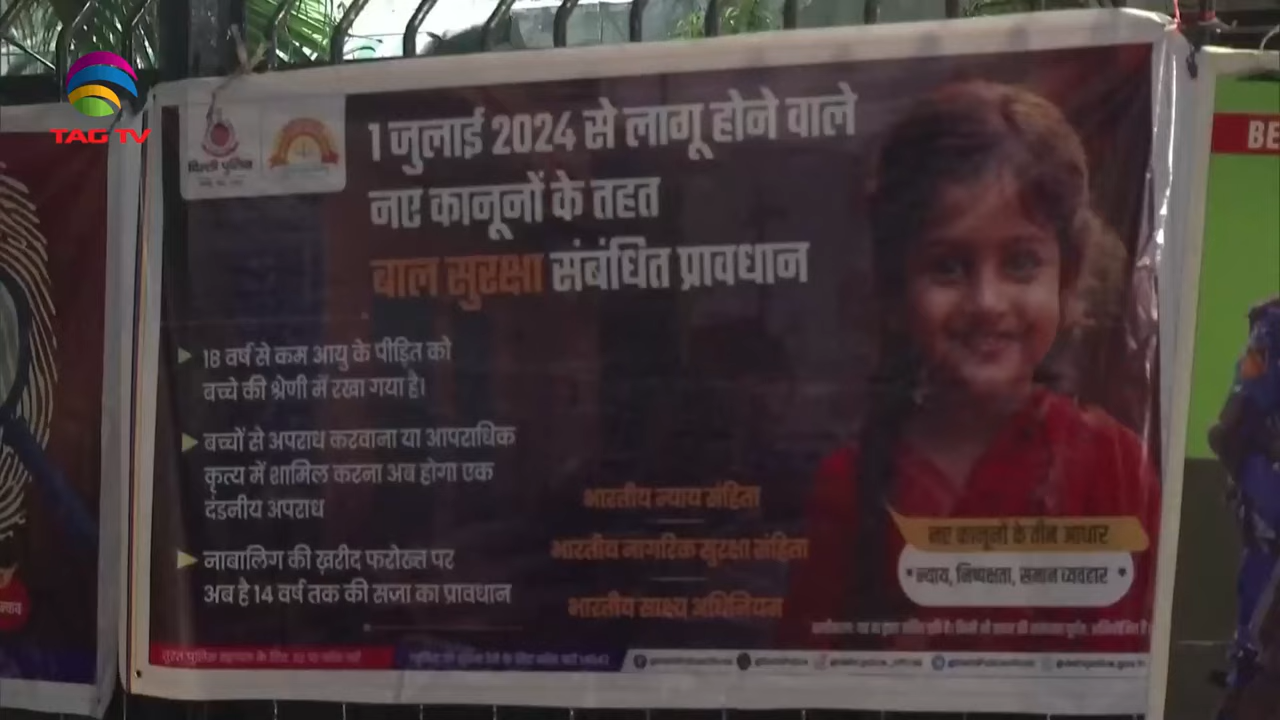 TAG TV
दिल्ली पुलिस
1 जुलाई 2024 से लागू होने वाले
नए कानूनों के तहत
बाल सुरक्षा संबंधित प्रावधान
18 वर्ष से कम आयु के पीड़ित को
बच्चे की श्रेणी में रखा गया है।
बच्चों से अपराध करवाना या आपराधिक
कृत्य में शामिल करना अब होगा एक
दंडनीय अपराध
नाबालिग की ख़रीद फरोख्त पर
अब है 14 वर्ष तक की सजा का प्रावधान
भारतीय न्याय संहिता
भारतीय नागरिक सुरक्षा संहिता
भारतीय साक्ष्य अधिनियम
नए कानूनों के तीन आधार
न्याय, निष्पक्षता, समान व्यवहार
BE